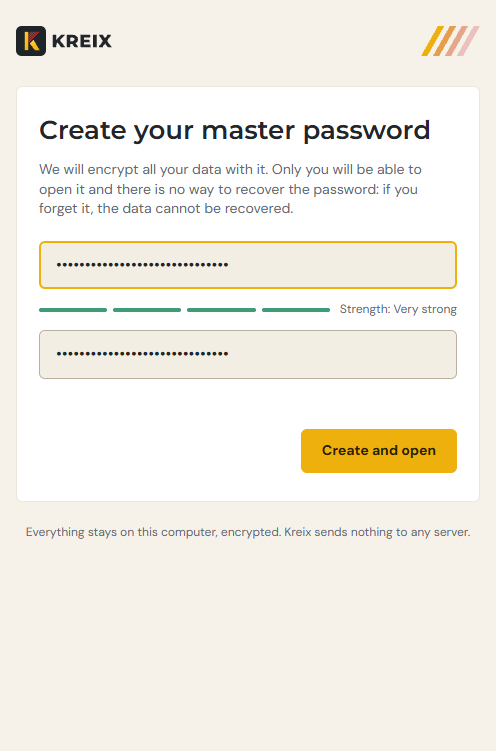 KREIX
Create your master password
We will encrypt all your data with it. Only you will be able to
open it and there is no way to recover the password: if you
forget it, the data cannot be recovered.
••••••••••••••••••••••••••••••
Strength: Very strong
••••••••••••••••••••••••••••••
Create and open
Everything stays on this computer, encrypted. Kreix sends nothing to any server.